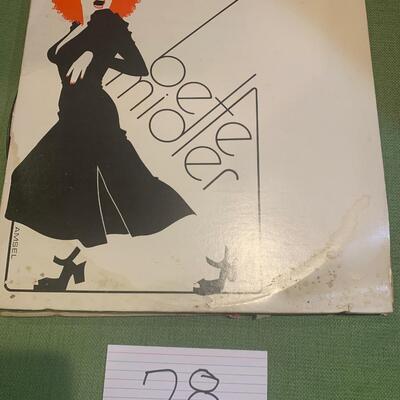 bette
midler
AMSEL
78